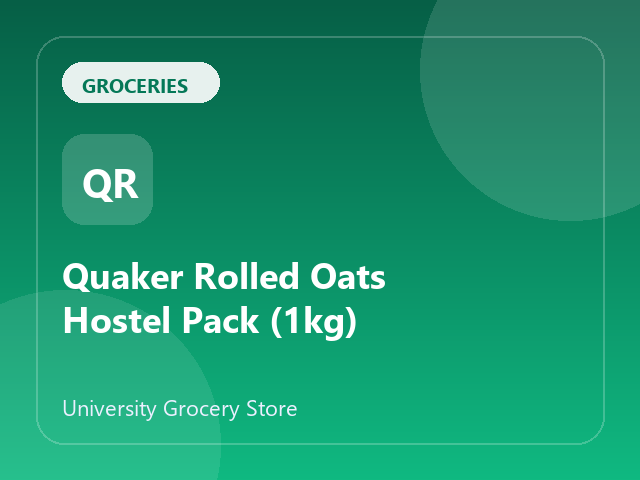 GROCERIES
QR
Quaker Rolled Oats
Hostel Pack (1kg)
University Grocery Store